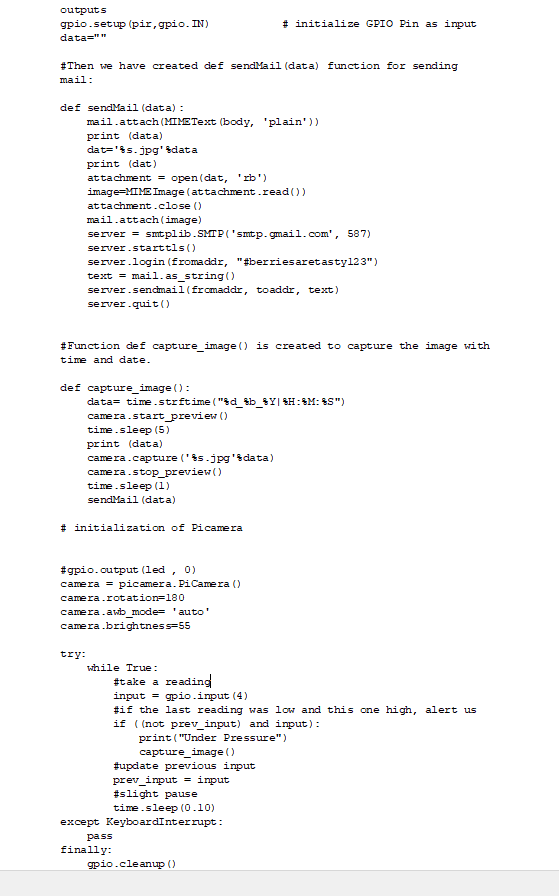 outputs
gpio.setup(pir,gpio.IN)           # initialize GPIO Pin as input
data=""
#Then we have created def sendMail(data) function for sending
mail:
def sendMail(data):
    mail.attach(MIMEText(body, 'plain'))
    print (data)
    dat='%s.jpg'%data
    print (dat)
    attachment = open(dat, 'rb')
    image=MIMEImage(attachment.read())
    attachment.close()
    mail.attach(image)
    server = smtplib.SMTP('smtp.gmail.com', 587)
    server.starttls()
    server.login(fromaddr, "#berriesaretasty123")
    text = mail.as_string()
    server.sendmail(fromaddr, toaddr, text)
    server.quit()
#Function def capture_image() is created to capture the image with
time and date.
def capture_image():
    data= time.strftime("%d_%b_%Y|%H:%M:%S")
    camera.start_preview()
    time.sleep(5)
    print (data)
    camera.capture('%s.jpg'%data)
    camera.stop_preview()
    time.sleep(1)
    sendMail(data)
# initialization of Picamera
#gpio.output(led , 0)
camera = picamera.PiCamera()
camera.rotation=180
camera.awb_mode= 'auto'
camera.brightness=55
try:
    while True:
        #take a reading
        input = gpio.input(4)
        #if the last reading was low and this one high, alert us
        if ((not prev_input) and input):
            print("Under Pressure")
            capture_image()
        #update previous input
        prev_input = input
        #slight pause
        time.sleep(0.10)
except KeyboardInterrupt:
    pass
finally:
    gpio.cleanup()